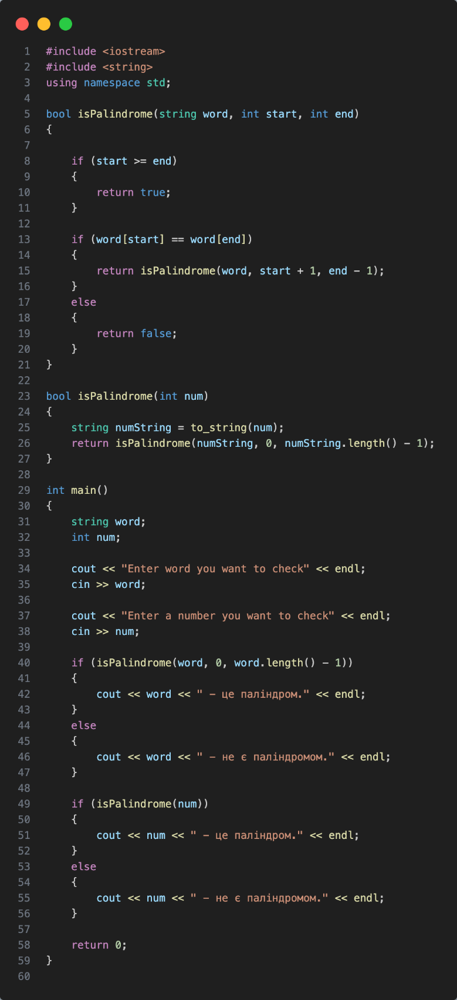 1 #include <iostream>
2 #include <string>
3 using namespace std;
4
5 bool isPalindrome(string word, int start, int end)
6 {
7
8     if (start >= end)
9     {
10         return true;
11     }
12
13     if (word[start] == word[end])
14     {
15         return isPalindrome(word, start + 1, end - 1);
16     }
17     else
18     {
19         return false;
20     }
21 }
22
23 bool isPalindrome(int num)
24 {
25     string numString = to_string(num);
26     return isPalindrome(numString, 0, numString.length() - 1);
27 }
28
29 int main()
30 {
31     string word;
32     int num;
33
34     cout << "Enter word you want to check" << endl;
35     cin >> word;
36
37     cout << "Enter a number you want to check" << endl;
38     cin >> num;
39
40     if (isPalindrome(word, 0, word.length() - 1))
41     {
42         cout << word << " - це паліндром." << endl;
43     }
44     else
45     {
46         cout << word << " - не є паліндромом." << endl;
47     }
48
49     if (isPalindrome(num))
50     {
51         cout << num << " - це паліндром." << endl;
52     }
53     else
54     {
55         cout << num << " - не є паліндромом." << endl;
56     }
57
58     return 0;
59 }
60